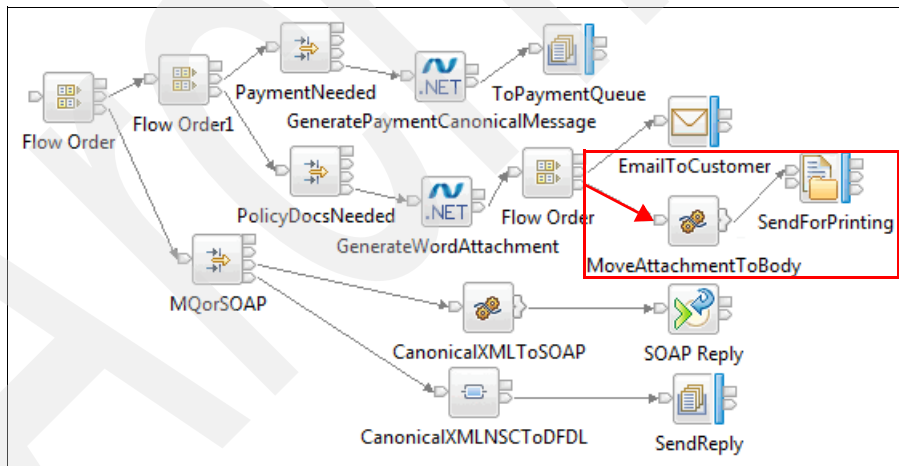 Flow Order
Flow Order1
PaymentNeeded
.NET
GeneratePaymentCanonicalMessage
ToPaymentQueue
EmailToCustomer
PolicyDocsNeeded
.NET
GenerateWordAttachment
Flow Order
MoveAttachmentToBody
SendForPrinting
MQorSOAP
CanonicalXMLToSOAP
SOAP Reply
CanonicalXMLNSCToDFDL
SendReply